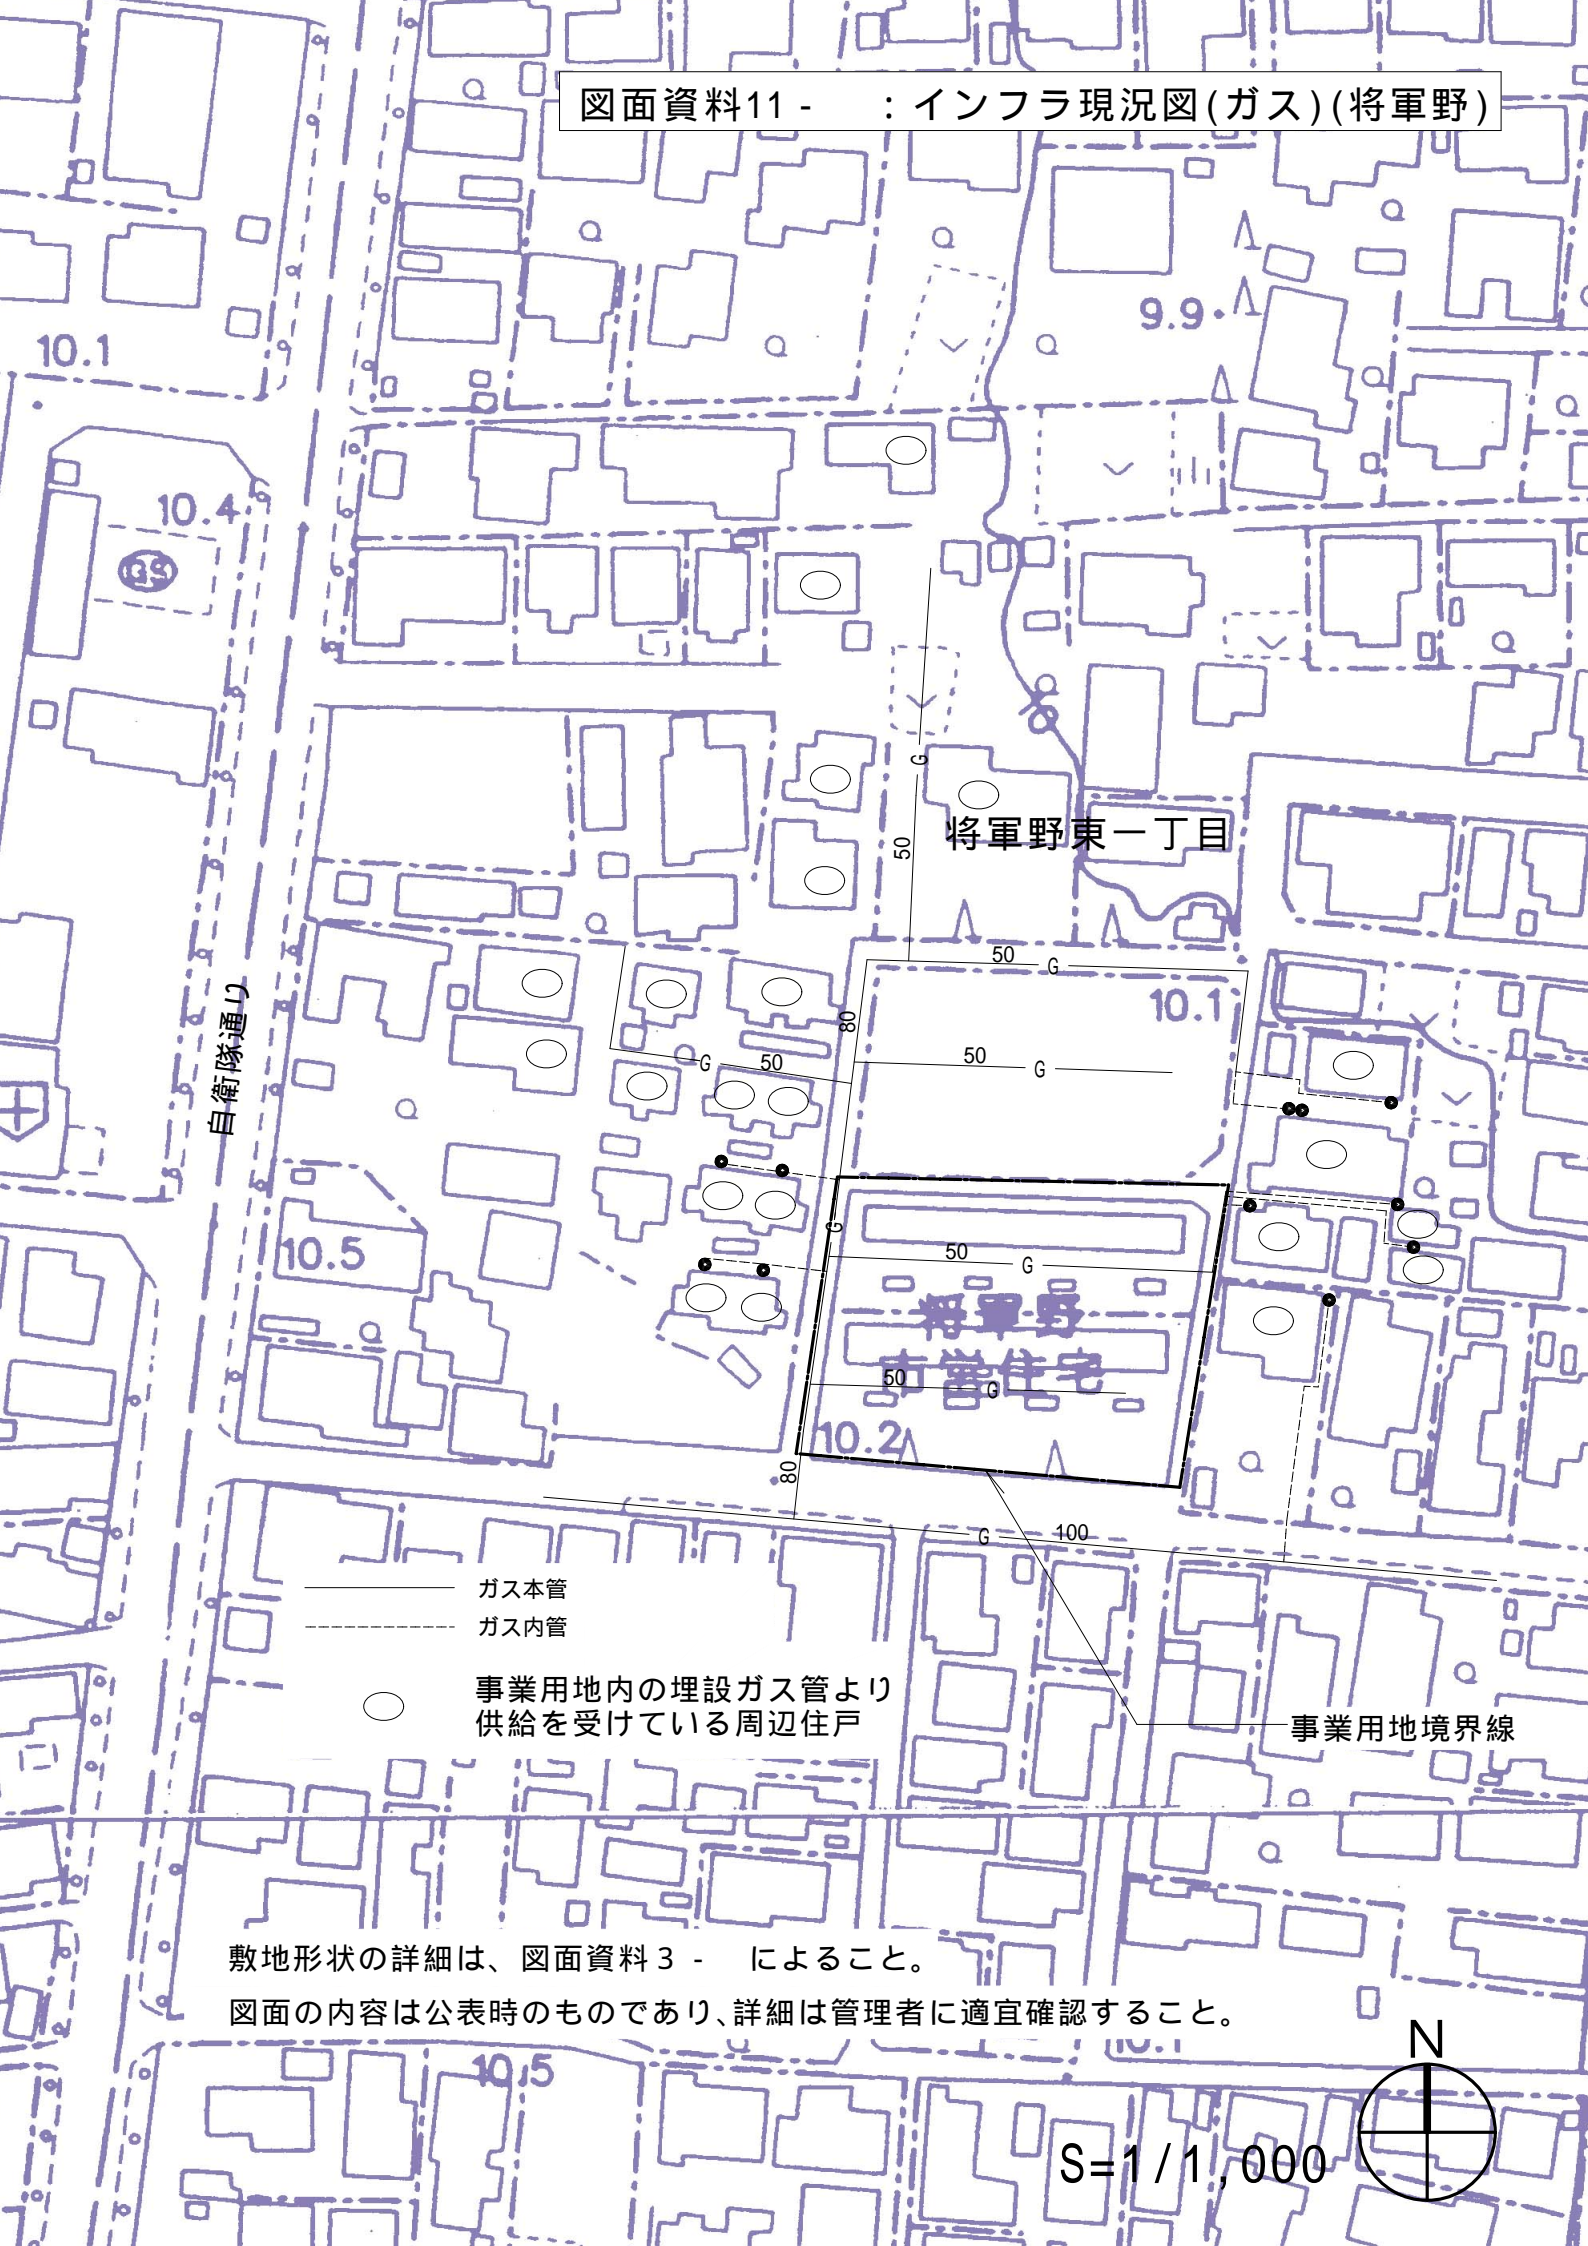 図面資料11 -　　: インフラ現況図(ガス)(将軍野)
9.9
10.1
10.4
GS
G
50
将軍野東一丁目
50 G
10.1
80
自衛隊通り
G 50
50 G
10.5
G
50 G
将軍野
市営住宅
50 G
10.2
80
G 100
ガス本管
ガス内管
事業用地内の埋設ガス管より
供給を受けている周辺住戸
事業用地境界線
敷地形状の詳細は、図面資料３ -　によること。
図面の内容は公表時のものであり、詳細は管理者に適宜確認すること。
10.1
10.5
N
S=1/1,000